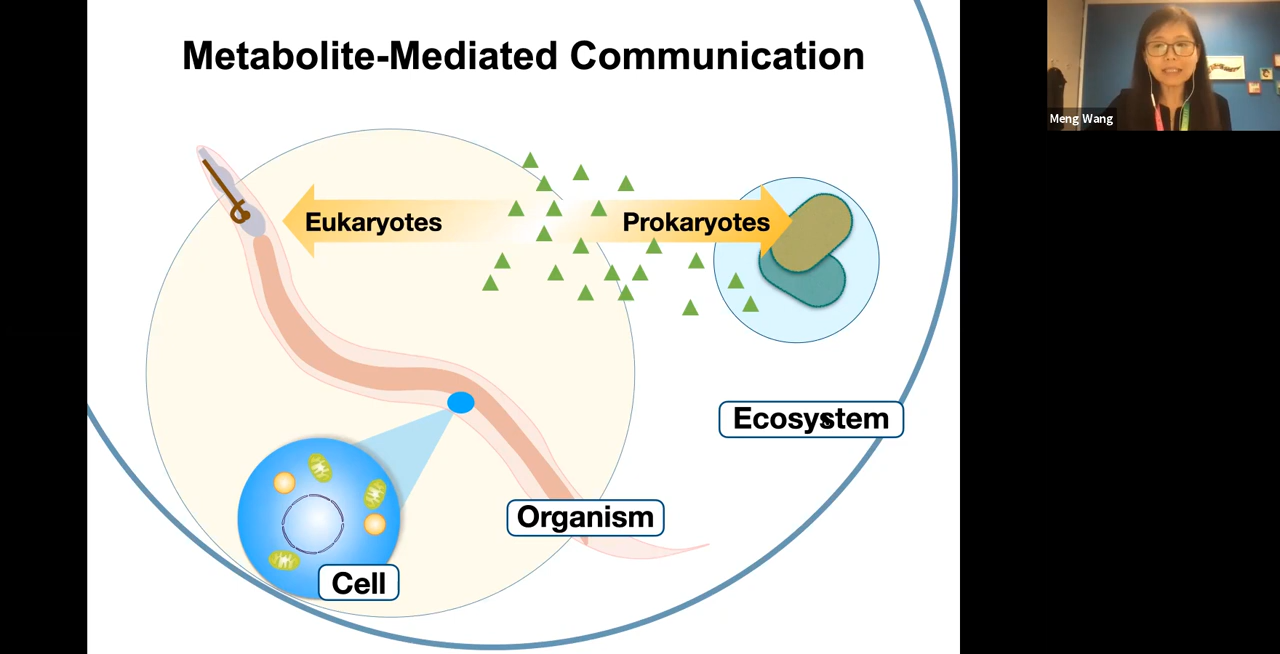 Metabolite-Mediated Communication
Meng Wang
Eukaryotes
Prokaryotes
Ecosystem
Organism
Cell